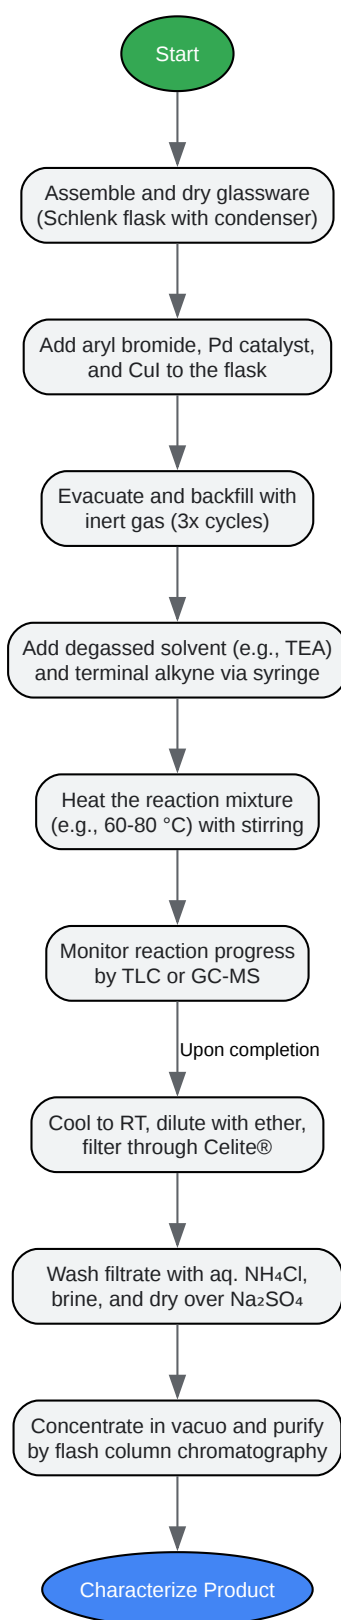 Start
Assemble and dry glassware
(Schlenk flask with condenser)
Add aryl bromide, Pd catalyst,
and CuI to the flask
Evacuate and backfill with
inert gas (3x cycles)
Add degassed solvent (e.g., TEA)
and terminal alkyne via syringe
Heat the reaction mixture
(e.g., 60-80 °C) with stirring
Monitor reaction progress
by TLC or GC-MS
Upon completion
Cool to RT, dilute with ether,
filter through Celite®
Wash filtrate with aq. NH₄Cl,
brine, and dry over Na₂SO₄
Concentrate in vacuo and purify
by flash column chromatography
Characterize Product